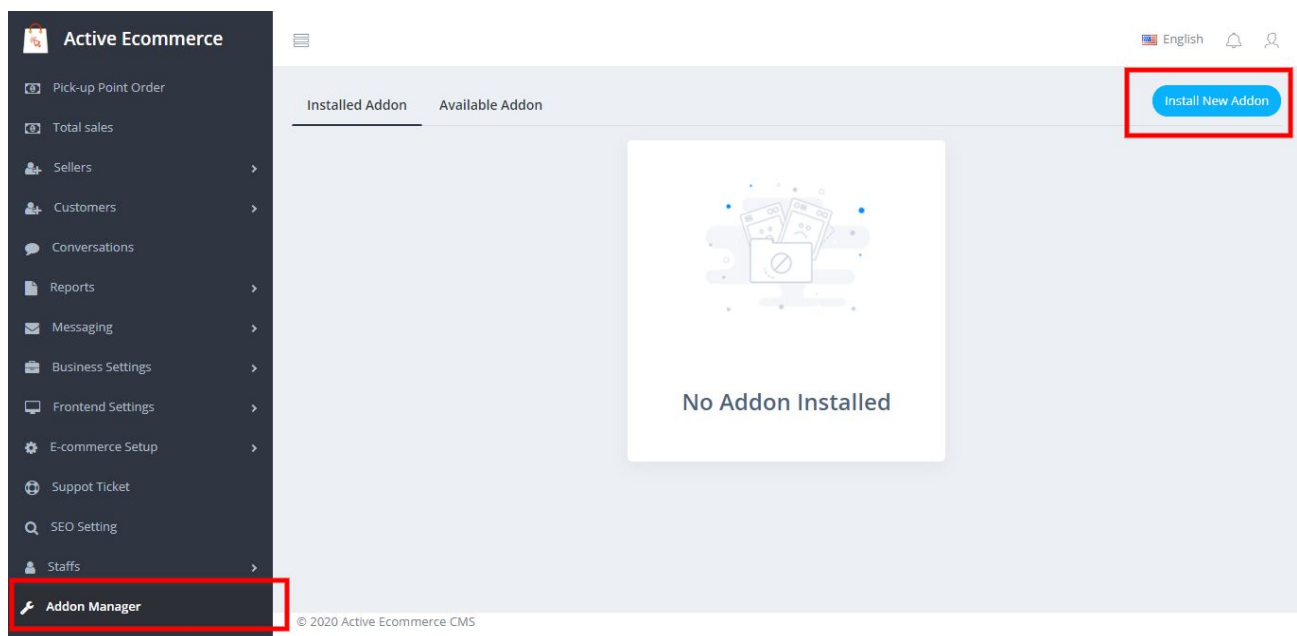 Active Ecommerce
English
Pick-up Point Order
Total sales
Sellers
Customers
Conversations
Reports
Messaging
Business Settings
Frontend Settings
E-commerce Setup
Suppot Ticket
SEO Setting
Staffs
Addon Manager
Installed Addon Available Addon
Install New Addon
No Addon Installed
© 2020 Active Ecommerce CMS